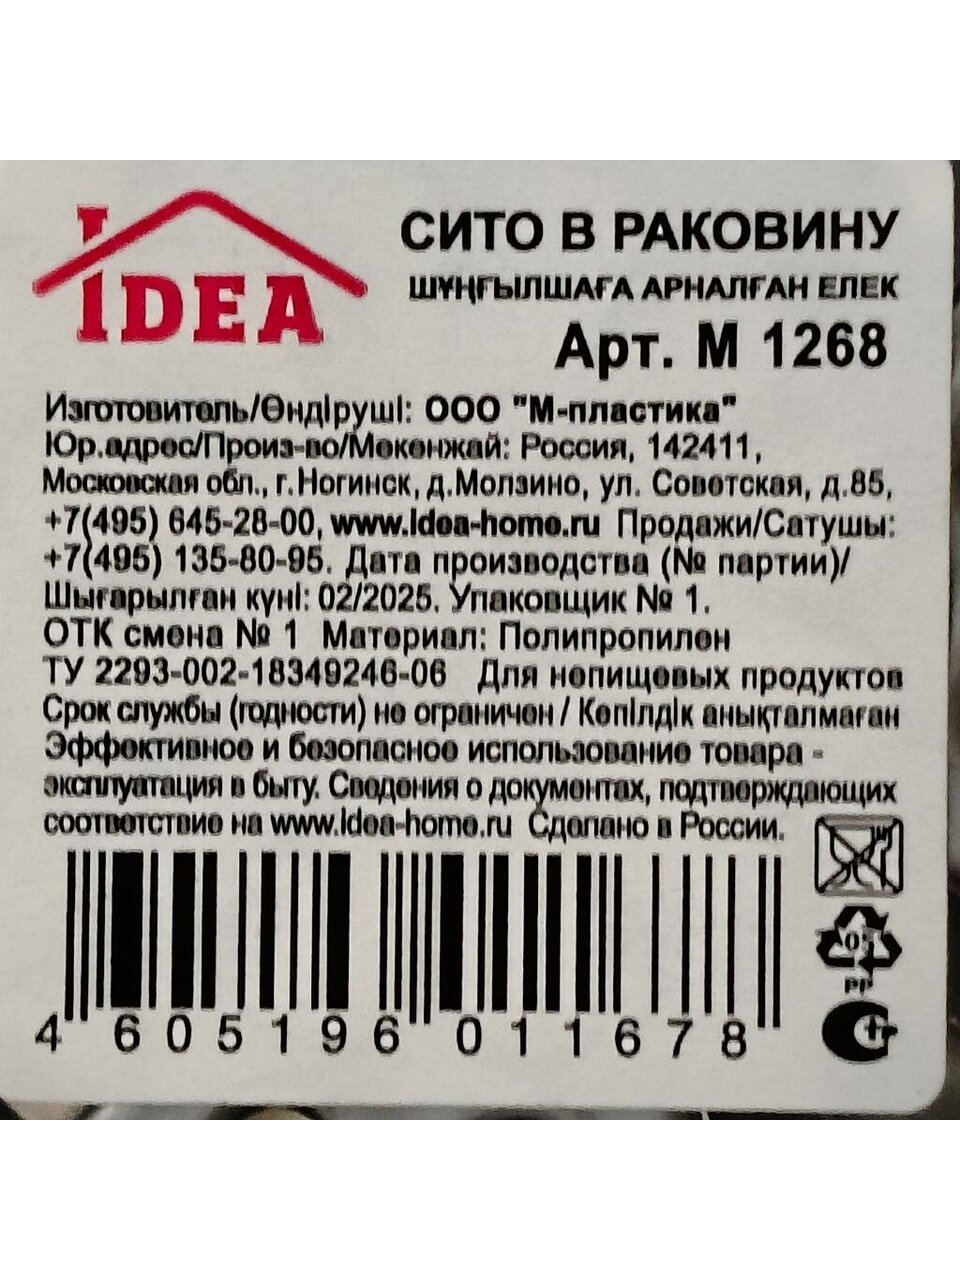 IDEA
СИТО В РАКОВИНУ
ШҰҢҒЫЛШАҒА АРНАЛҒАН ЕЛЕК
Арт. М 1268
Изготовитель/Өндіруші: ООО "М-пластика"
Юр.адрес/Произ-во/Мекенжай: Россия, 142411,
Московская обл., г.Ногинск, д.Молзино, ул. Советская, д.85,
+7(495) 645-28-00, www.idea-home.ru Продажи/Сатушы:
+7(495) 135-80-95. Дата производства (№ партии)/
Шығарылған күні: 02/2025. Упаковщик № 1.
ОТК смена № 1 Материал: Полипропилен
ТУ 2293-002-18349246-06 Для непищевых продуктов
Срок службы (годности) не ограничен / Кепілдік анықталмаған
Эффективное и безопасное использование товара -
эксплуатация в быту. Сведения о документах, подтверждающих
соответствие на www.idea-home.ru Сделано в России.
05
PP
4 605196 011678